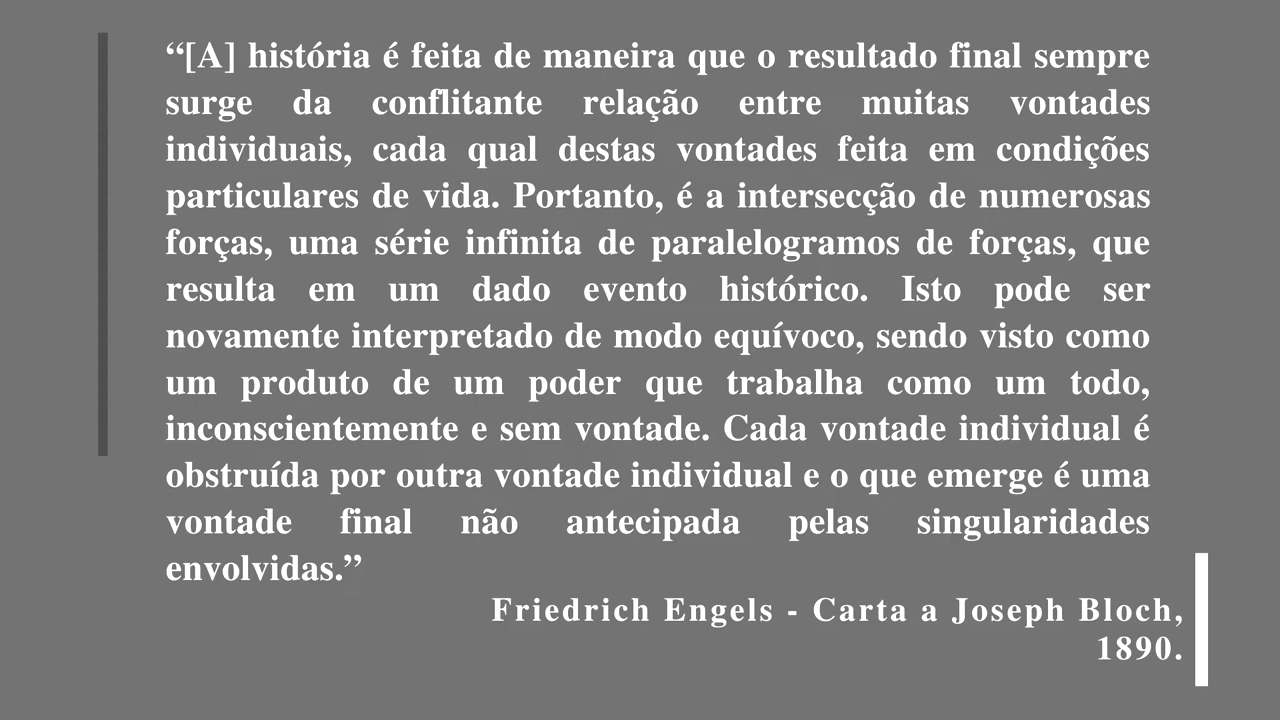 “[A] história é feita de maneira que o resultado final sempre
surge da conflitante relação entre muitas vontades
individuais, cada qual destas vontades feita em condições
particulares de vida. Portanto, é a intersecção de numerosas
forças, uma série infinita de paralelogramos de forças, que
resulta em um dado evento histórico. Isto pode ser
novamente interpretado de modo equívoco, sendo visto como
um produto de um poder que trabalha como um todo,
inconscientemente e sem vontade. Cada vontade individual é
obstruída por outra vontade individual e o que emerge é uma
vontade final não antecipada pelas singularidades
envolvidas.”
Friedrich Engels - Carta a Joseph Bloch,
1890.